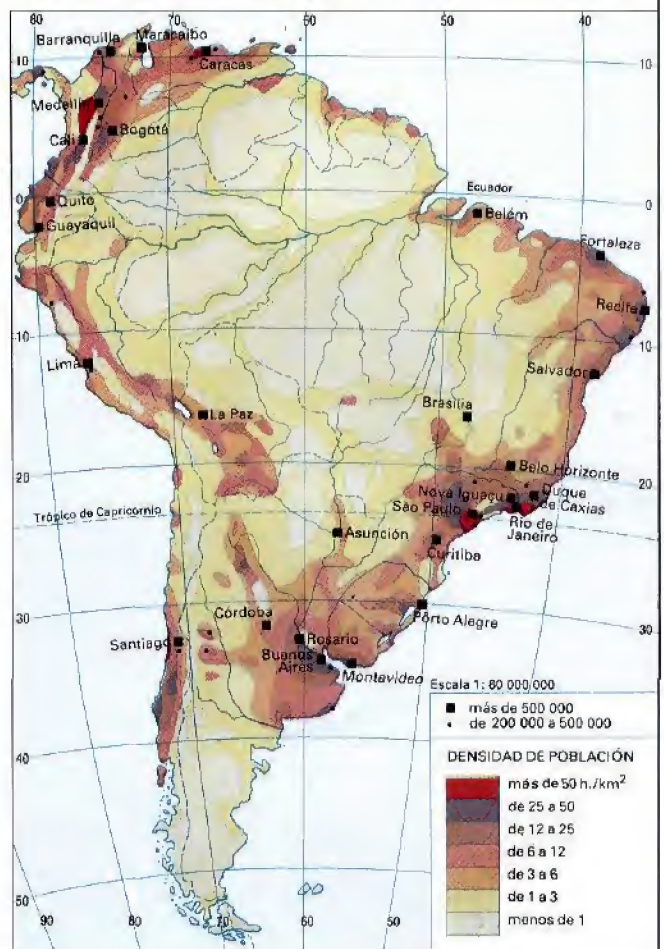 80
70
60
50
40
Barranquilla
Maracaibo
10
Caracas
10
Medellín
Bogotá
Cali
0
Quito
Ecuador
0
Guayaquil
Belém
Fortaleza
Recife
10
Lima
Salvador
10
La Paz
Brasília
20
Belo Horizonte
20
Nova Iguaçu
Duque
de Caxias
São Paulo
Rio de
Janeiro
Trópico de Capricornio
Asunción
Curitiba
30
Córdoba
Pôrto Alegre
30
Santiago
Rosario
Buenos
Aires
Montevideo
Escala 1: 80 000 000
más de 500 000
de 200 000 a 500 000
40
DENSIDAD DE POBLACIÓN
más de 50 h./km²
de 25 a 50
de 12 a 25
de 6 a 12
de 3 a 6
de 1 a 3
menos de 1
50
90
80
70
60
50